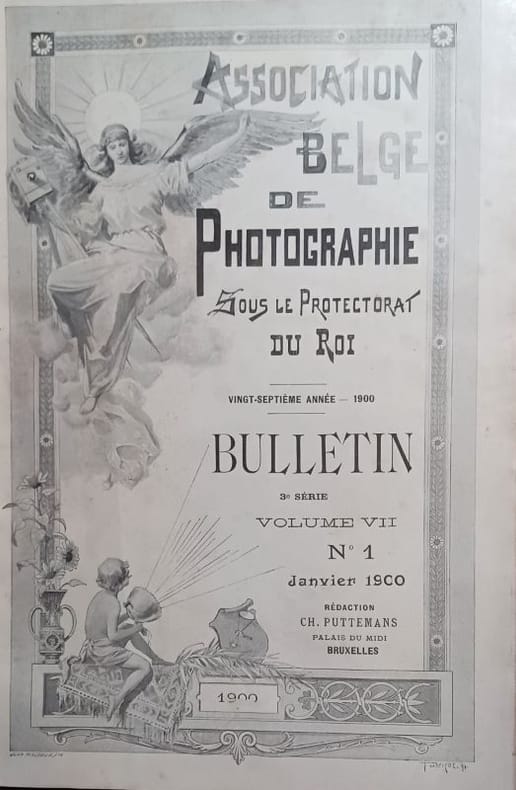 ASSOCIATION
BELGE
DE
PHOTOGRAPHIE
SOUS LE PROTECTORAT
DU ROI
VINGT-SEPTIÈME ANNÉE — 1900
BULLETIN
3e SÉRIE
VOLUME VII
No 1
Janvier 1900
RÉDACTION
CH. PUTTEMANS
PALAIS DU MIDI
BRUXELLES
1900